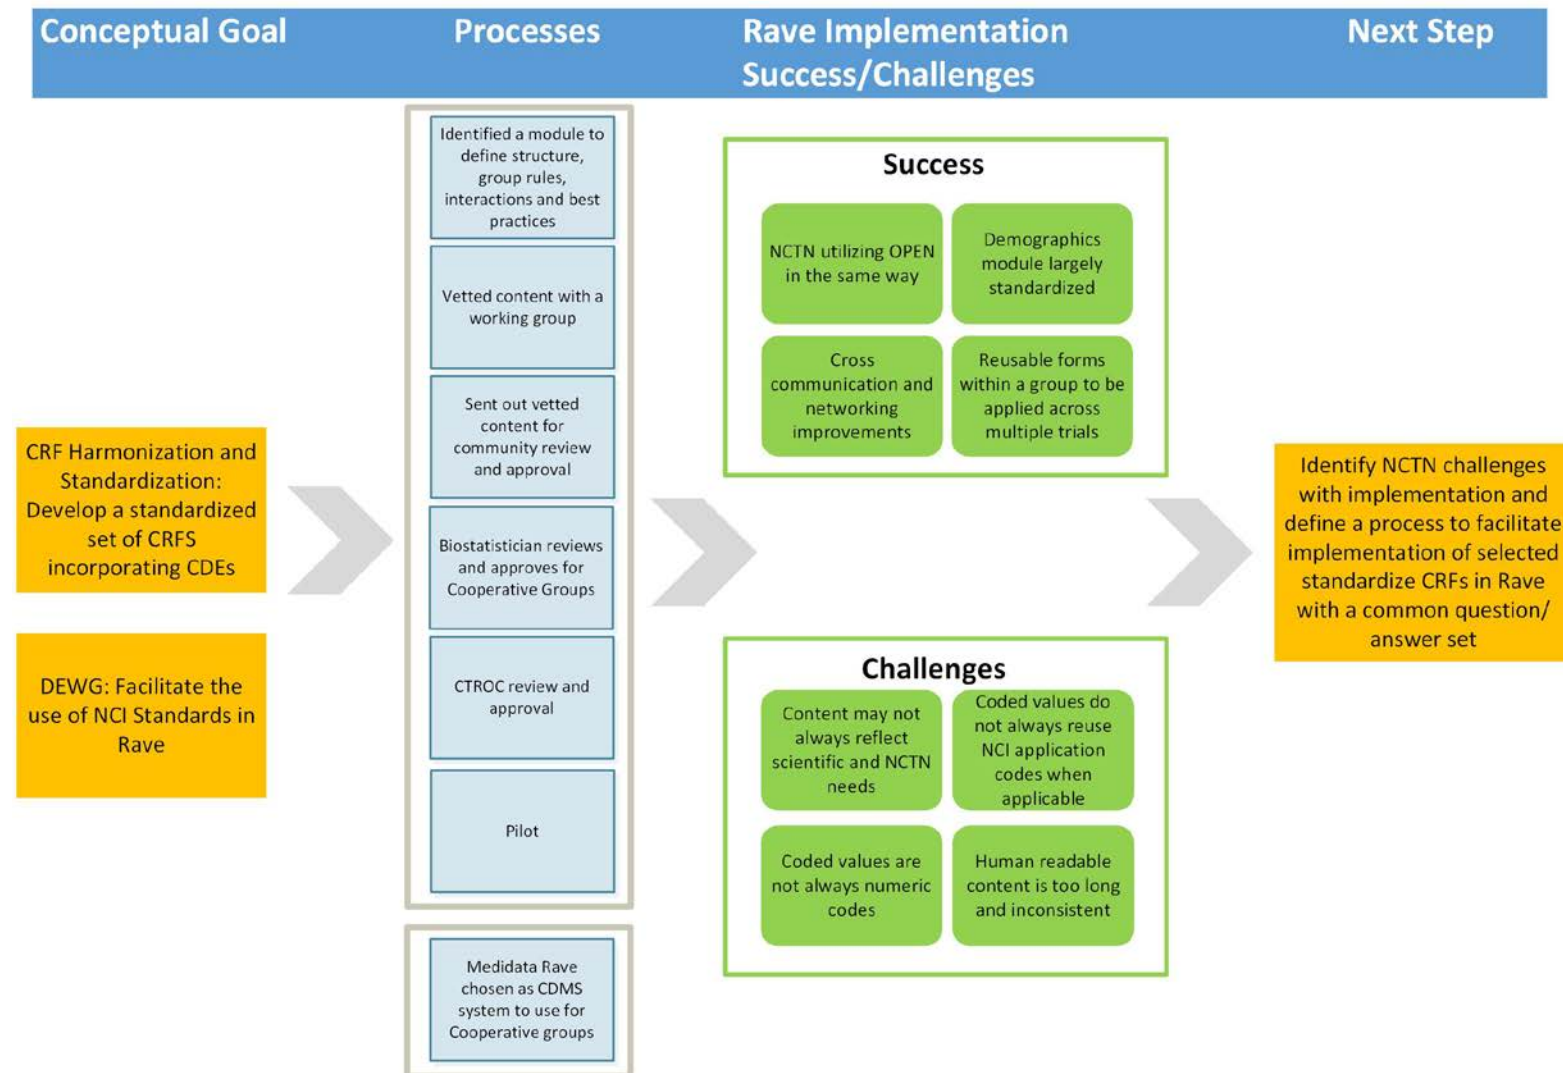 Conceptual Goal
Processes
Rave Implementation
Success/Challenges
Next Step
CRF Harmonization and
Standardization:
Develop a standardized
set of CRFS
incorporating CDEs
DEWG: Facilitate the
use of NCI Standards in
Rave
Identified a module to
define structure,
group rules,
interactions and best
practices
Vetted content with a
working group
Sent out vetted
content for
community review
and approval
Biostatistician reviews
and approves for
Cooperative Groups
CTROC review and
approval
Pilot
Medidata Rave
chosen as CDMS
system to use for
Cooperative groups
Success
NCTN utilizing OPEN
in the same way
Demographics
module largely
standardized
Cross
communication and
networking
improvements
Reusable forms
within a group to be
applied across
multiple trials
Challenges
Content may not
always reflect
scientific and NCTN
needs
Coded values do
not always reuse
NCI application
codes when
applicable
Coded values are
not always numeric
codes
Human readable
content is too long
and inconsistent
Identify NCTN challenges
with implementation and
define a process to facilitate
implementation of selected
standardize CRFs in Rave
with a common question/
answer set